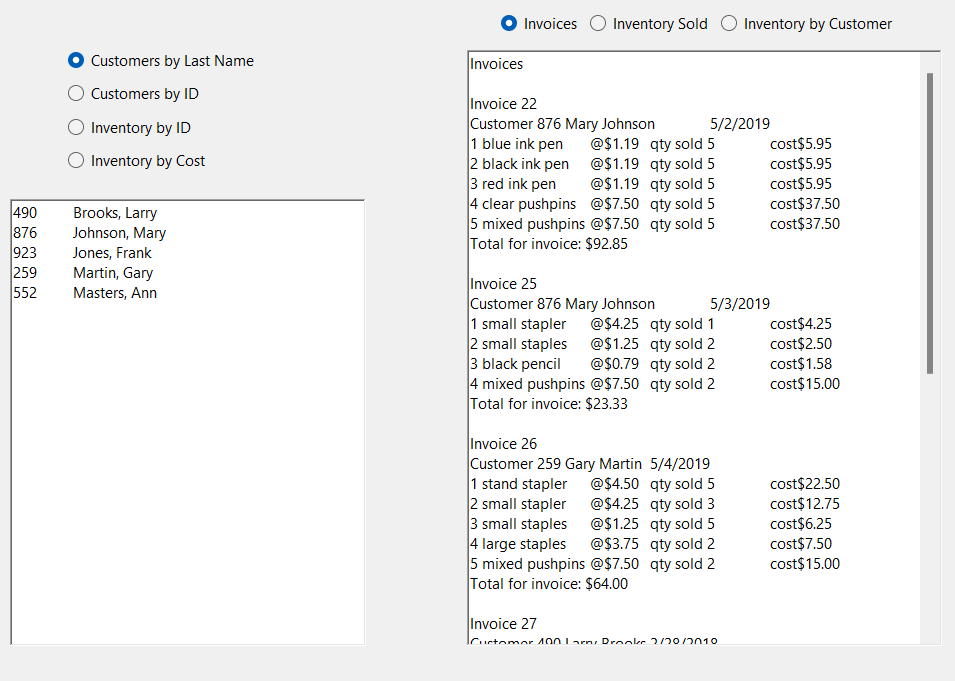 Invoices Inventory Sold Inventory by Customer
Customers by Last Name
Customers by ID
Inventory by ID
Inventory by Cost
490 Brooks, Larry
876 Johnson, Mary
923 Jones, Frank
259 Martin, Gary
552 Masters, Ann
Invoices
Invoice 22
Customer 876 Mary Johnson 5/2/2019
1 blue ink pen @$1.19 qty sold 5 cost$5.95
2 black ink pen @$1.19 qty sold 5 cost$5.95
3 red ink pen @$1.19 qty sold 5 cost$5.95
4 clear pushpins @$7.50 qty sold 5 cost$37.50
5 mixed pushpins @$7.50 qty sold 5 cost$37.50
Total for invoice: $92.85
Invoice 25
Customer 876 Mary Johnson 5/3/2019
1 small stapler @$4.25 qty sold 1 cost$4.25
2 small staples @$1.25 qty sold 2 cost$2.50
3 black pencil @$0.79 qty sold 2 cost$1.58
4 mixed pushpins @$7.50 qty sold 2 cost$15.00
Total for invoice: $23.33
Invoice 26
Customer 259 Gary Martin 5/4/2019
1 stand stapler @$4.50 qty sold 5 cost$22.50
2 small stapler @$4.25 qty sold 3 cost$12.75
3 small staples @$1.25 qty sold 5 cost$6.25
4 large staples @$3.75 qty sold 2 cost$7.50
5 mixed pushpins @$7.50 qty sold 2 cost$15.00
Total for invoice: $64.00
Invoice 27
Customer 490 Larry Brooks 2/28/2018